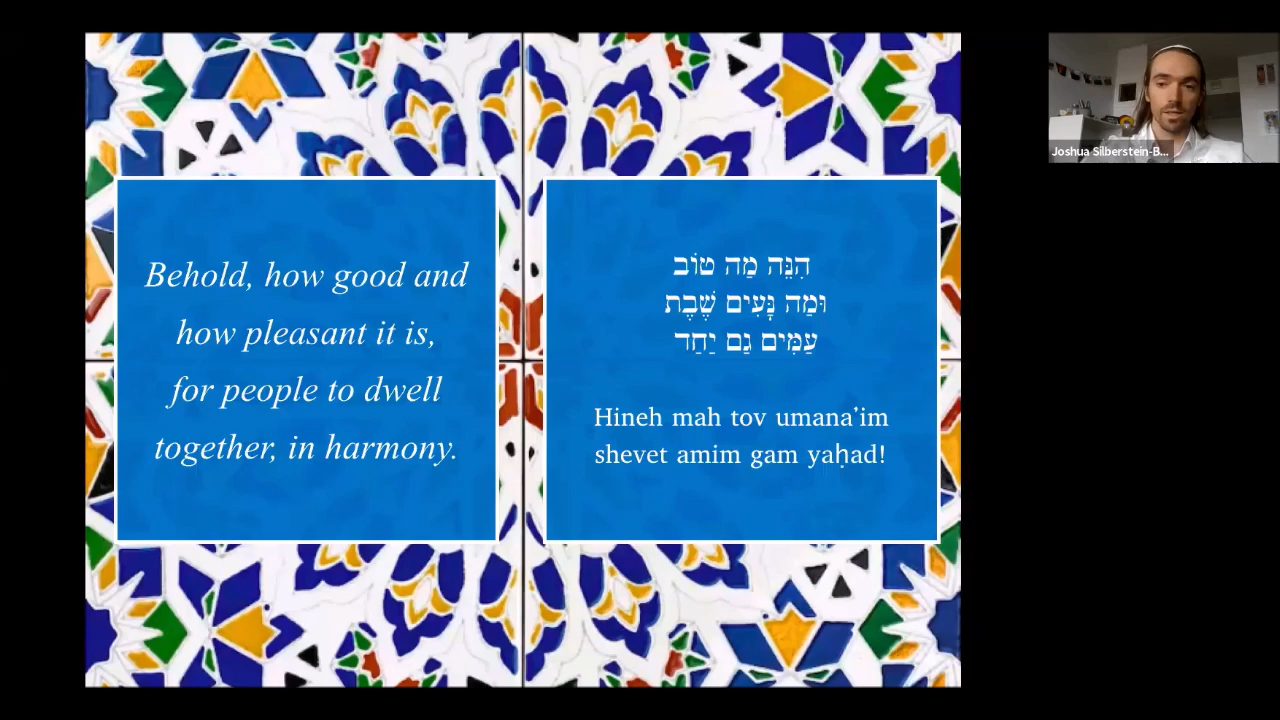 Behold, how good and
how pleasant it is,
for people to dwell
together, in harmony.
הִנֵּה מַה טוֹב
וּמַה נָּעִים שֶׁבֶת
עַמִּים גַם יַחַד
Hineh mah tov umana’im
shevet amim gam yaḥad!
Joshua Silberstein-B...